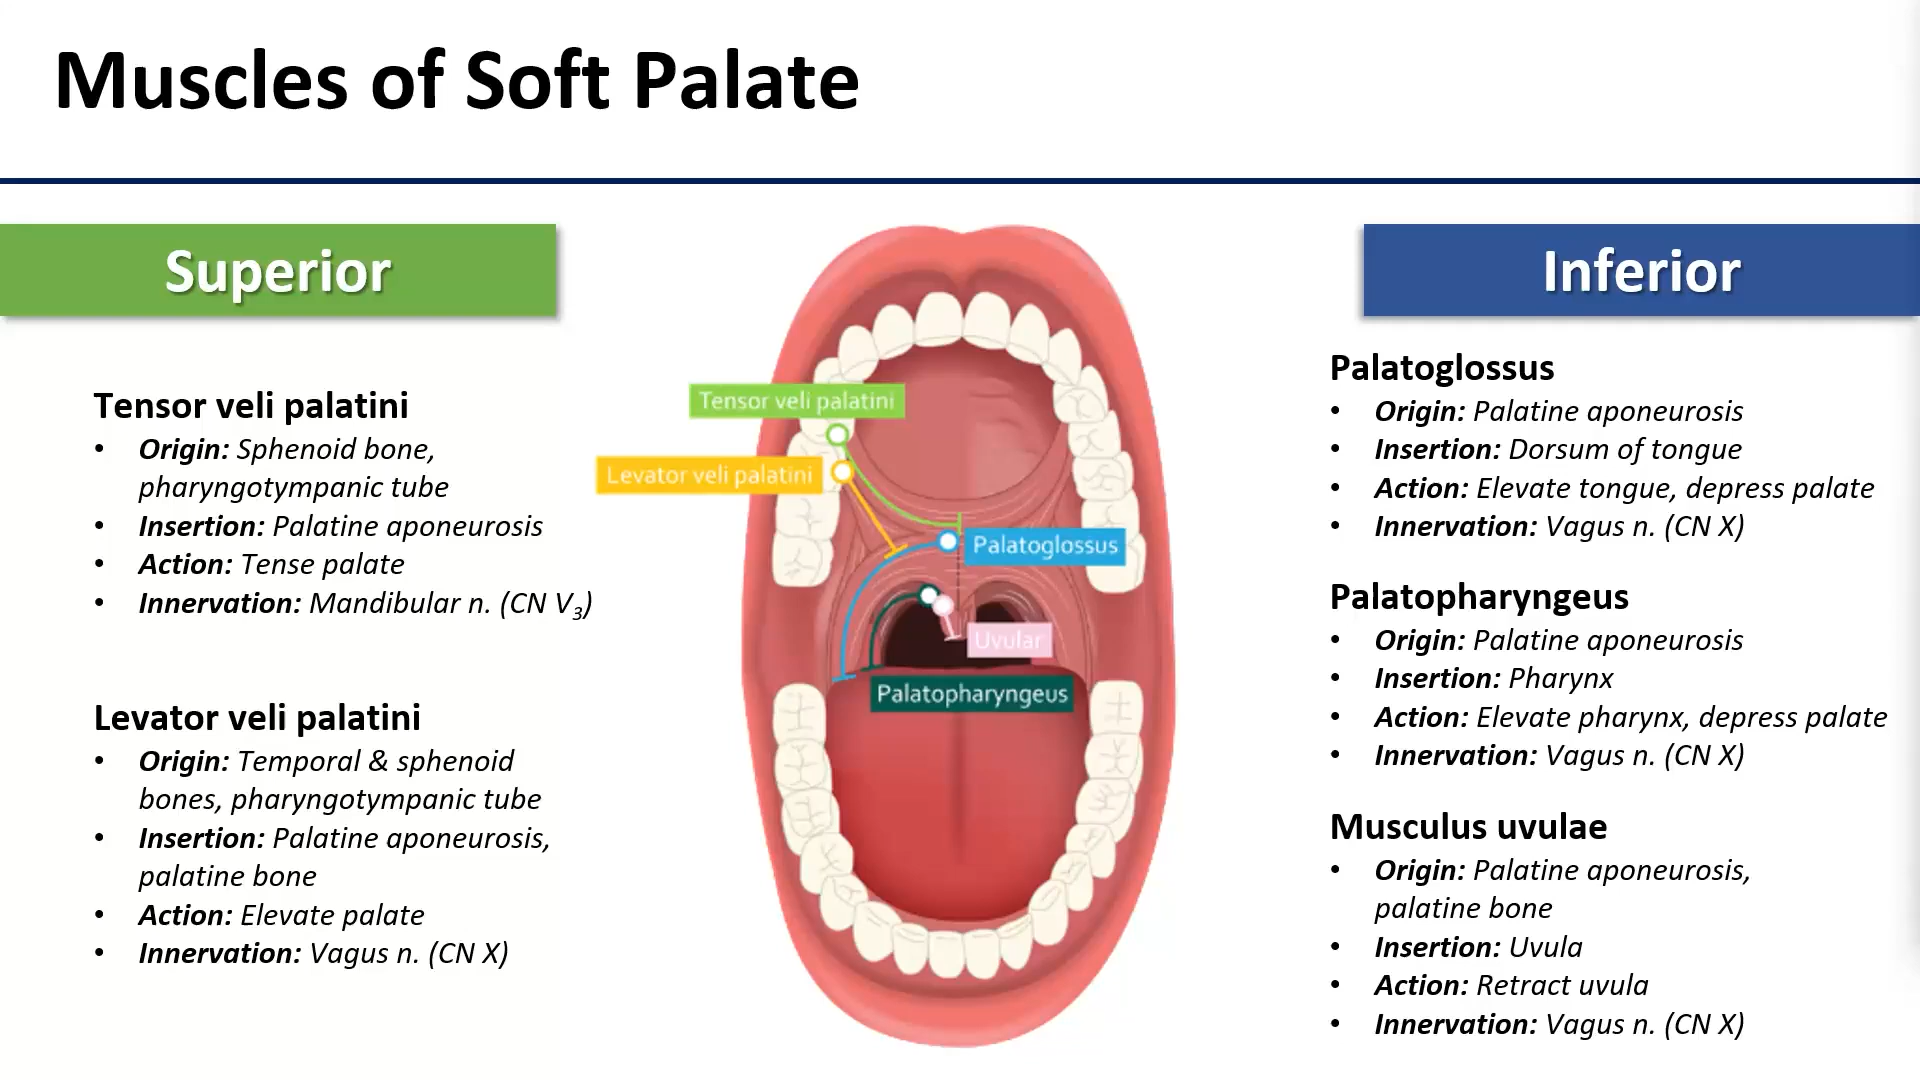 Muscles of Soft Palate
Superior
Tensor veli palatini
• Origin: Sphenoid bone,
pharyngotympanic tube
• Insertion: Palatine aponeurosis
• Action: Tense palate
• Innervation: Mandibular n. (CN V3)
Levator veli palatini
• Origin: Temporal & sphenoid
bones, pharyngotympanic tube
• Insertion: Palatine aponeurosis,
palatine bone
• Action: Elevate palate
• Innervation: Vagus n. (CN X)
Tensor veli palatini
Levator veli palatini
Palatoglossus
Uvular
Palatopharyngeus
Inferior
Palatoglossus
• Origin: Palatine aponeurosis
• Insertion: Dorsum of tongue
• Action: Elevate tongue, depress palate
• Innervation: Vagus n. (CN X)
Palatopharyngeus
• Origin: Palatine aponeurosis
• Insertion: Pharynx
• Action: Elevate pharynx, depress palate
• Innervation: Vagus n. (CN X)
Musculus uvulae
• Origin: Palatine aponeurosis,
palatine bone
• Insertion: Uvula
• Action: Retract uvula
• Innervation: Vagus n. (CN X)